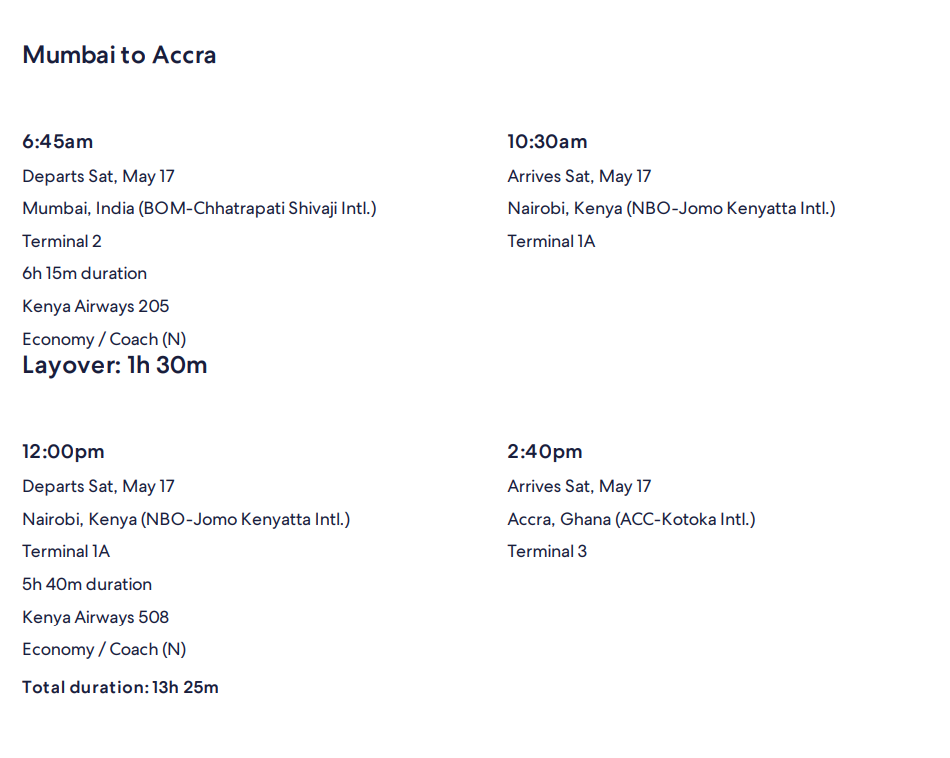 Mumbai to Accra
6:45am
Departs Sat, May 17
Mumbai, India (BOM-Chhatrapati Shivaji Intl.)
Terminal 2
6h 15m duration
Kenya Airways 205
Economy / Coach (N)
10:30am
Arrives Sat, May 17
Nairobi, Kenya (NBO-Jomo Kenyatta Intl.)
Terminal 1A
Layover: 1h 30m
12:00pm
Departs Sat, May 17
Nairobi, Kenya (NBO-Jomo Kenyatta Intl.)
Terminal 1A
5h 40m duration
Kenya Airways 508
Economy / Coach (N)
2:40pm
Arrives Sat, May 17
Accra, Ghana (ACC-Kotoka Intl.)
Terminal 3
Total duration: 13h 25m